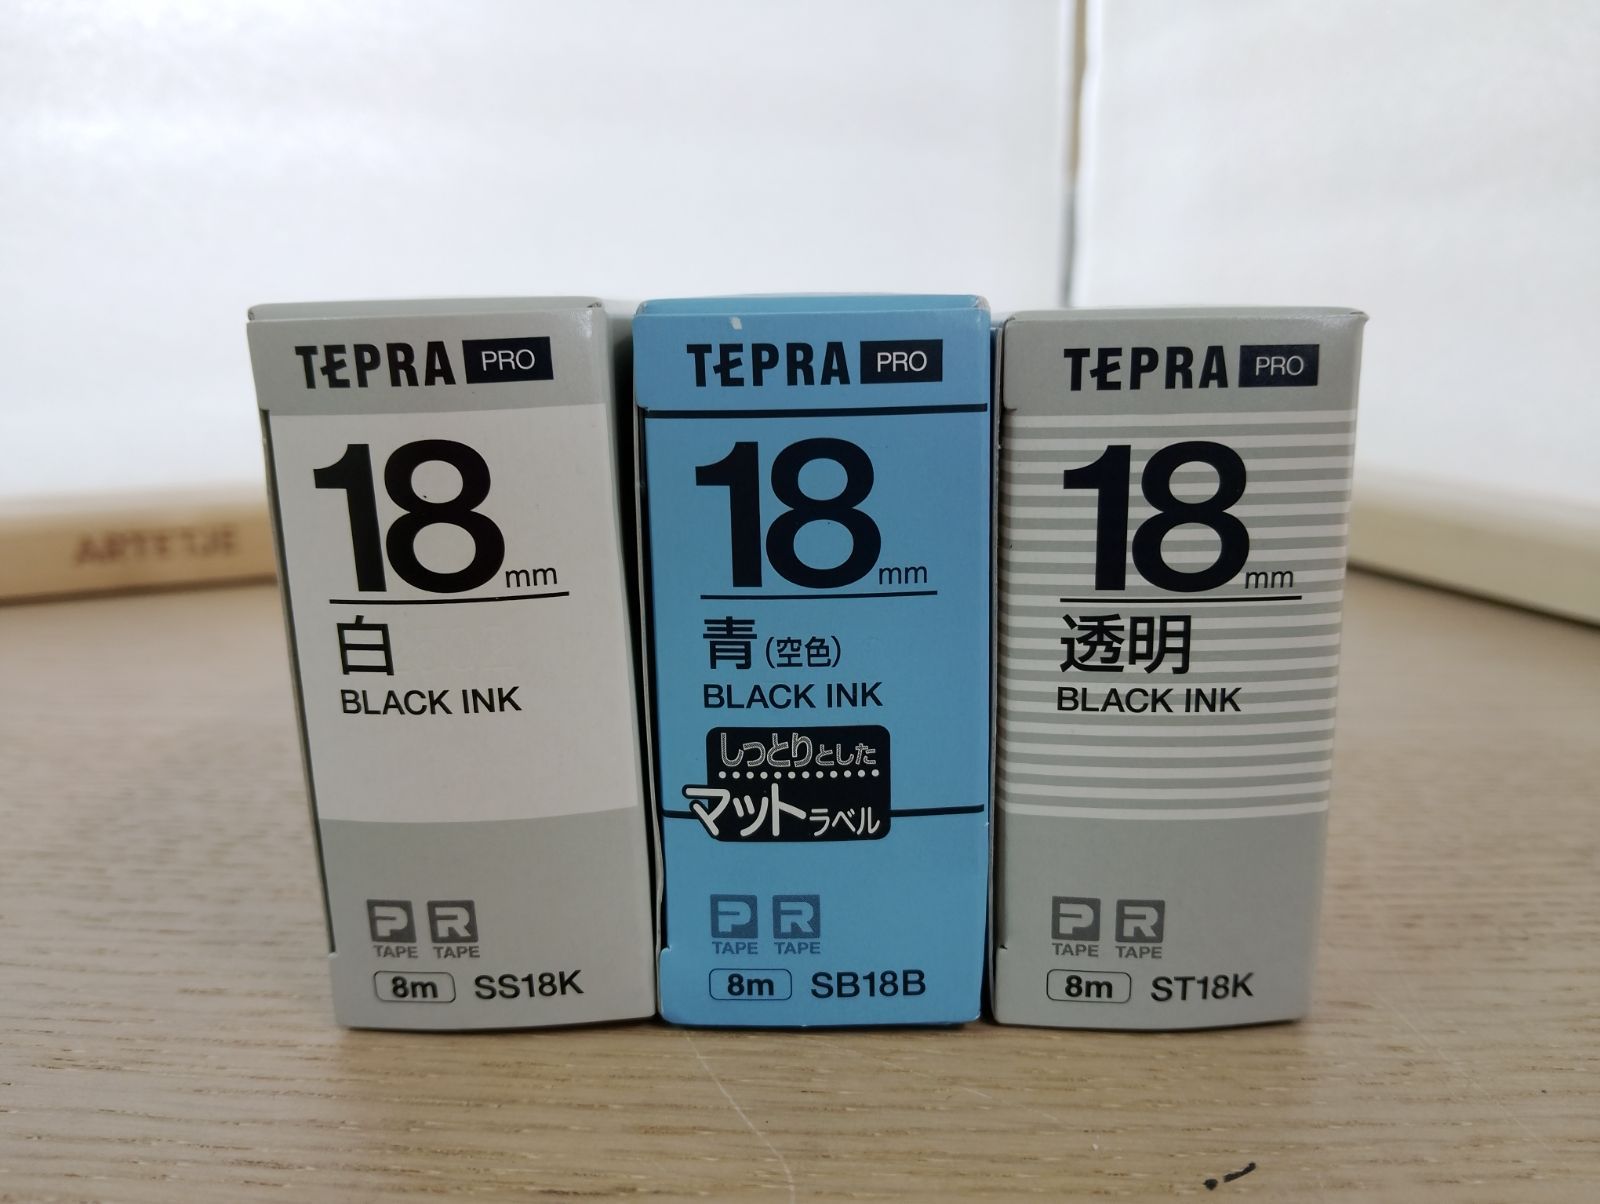 TEPRA PRO
18mm
白
BLACK INK
P TAPE R TAPE
8m SS18K
TEPRA PRO
18mm
青(空色)
BLACK INK
しっとりとした
マットラベル
P TAPE R TAPE
8m SB18B
TEPRA PRO
18mm
透明
BLACK INK
P TAPE R TAPE
8m ST18K